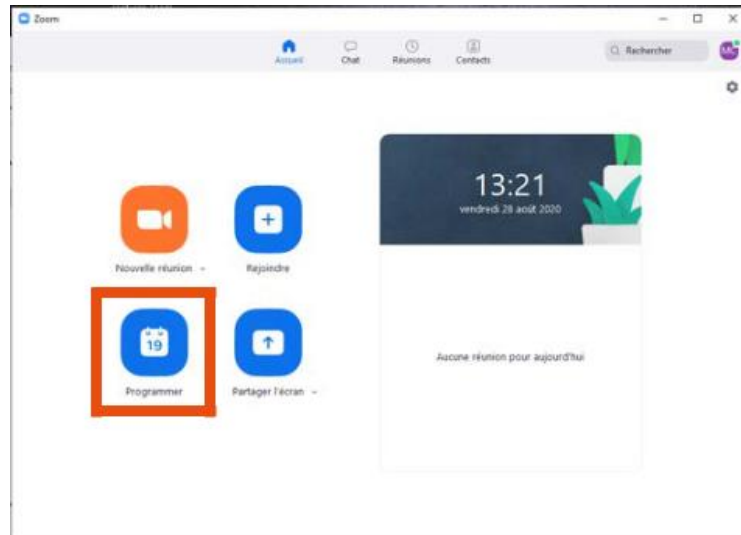 Zoom
Accueil
Chat
Réunions
Contacts
Rechercher
MG
13:21
vendredi 28 août 2020
Nouvelle réunion
Rejoindre
19
Programmer
Partager l'écran
Aucune réunion pour aujourd'hui